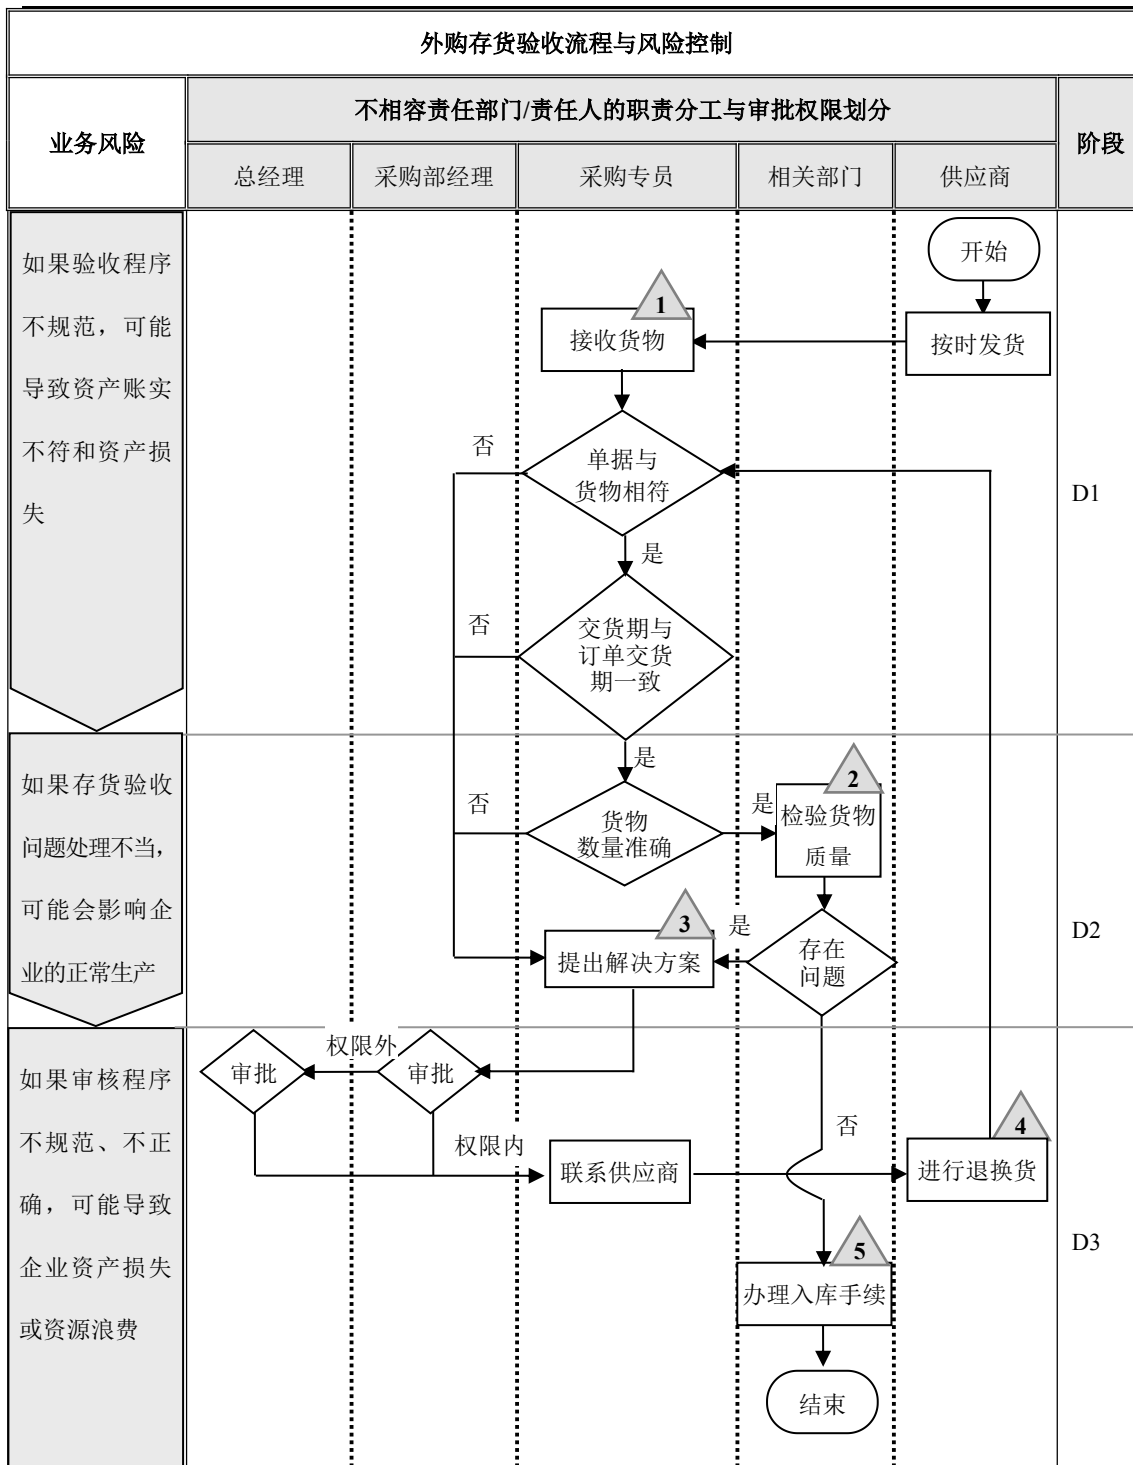 外购存货验收流程与风险控制
业务风险
不相容责任部门/责任人的职责分工与审批权限划分
阶段
总经理
采购部经理
采购专员
相关部门
供应商
如果验收程序
不规范，可能
导致资产账实
不符和资产损
失
开始
1
接收货物
按时发货
否
单据与
货物相符
D1
是
否
交货期与
订单交货
期一致
如果存货验收
问题处理不当，
可能会影响企
业的正常生产
是
2
否
货物
数量准确
是
检验货物
质量
3
提出解决方案
是
存在
问题
D2
如果审核程序
不规范、不正
确，可能导致
企业资产损失
或资源浪费
审批
权限外
审批
否
4
权限内
联系供应商
进行退换货
D3
5
办理入库手续
结束